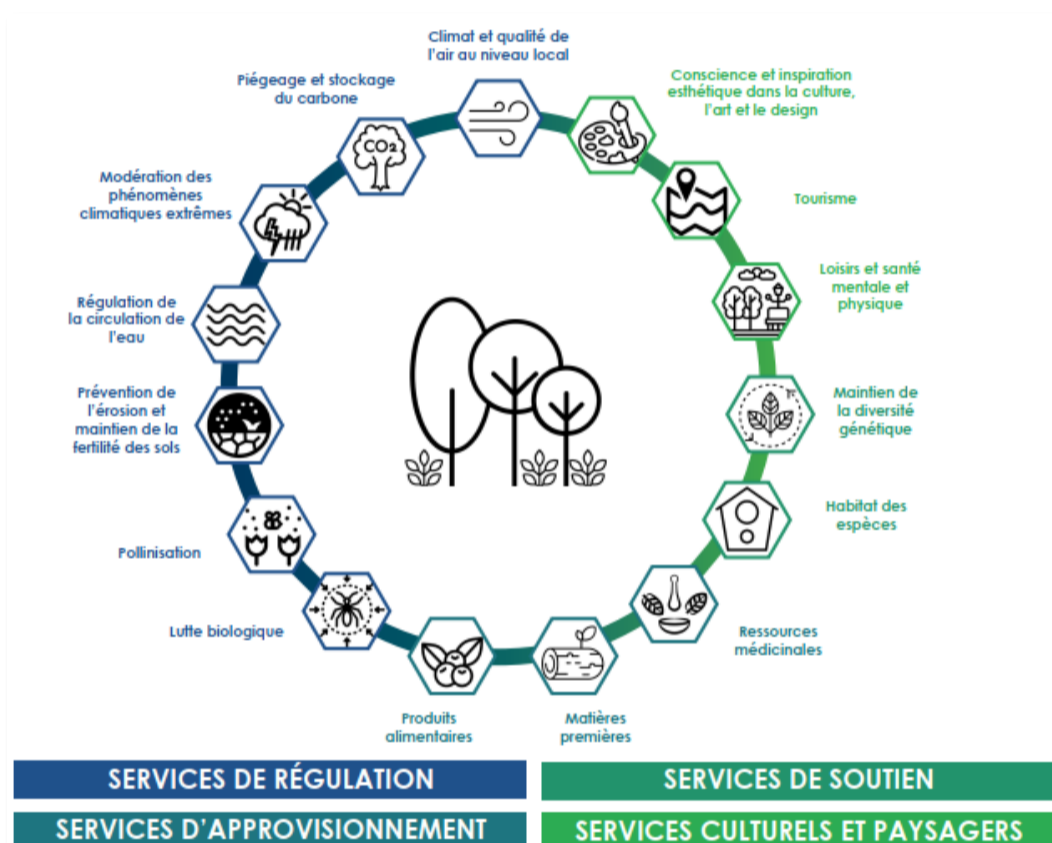 Climat et qualité de
l'air au niveau local
Conscience et inspiration
esthétique dans la culture,
l'art et le design
Tourisme
Loisirs et santé
mentale et
physique
Maintien de
la diversité
génétique
Habitat des
espèces
Ressources
médicinales
Matières
premières
Produits
alimentaires
Lutte biologique
Pollinisation
Prévention de
l'érosion et
maintien de la
fertilité des sols
Régulation de
la circulation de
l'eau
Modération des
phénomènes
climatiques extrêmes
Piégeage et stockage
du carbone
CO2
SERVICES DE RÉGULATION
SERVICES DE SOUTIEN
SERVICES D'APPROVISIONNEMENT
SERVICES CULTURELS ET PAYSAGERS